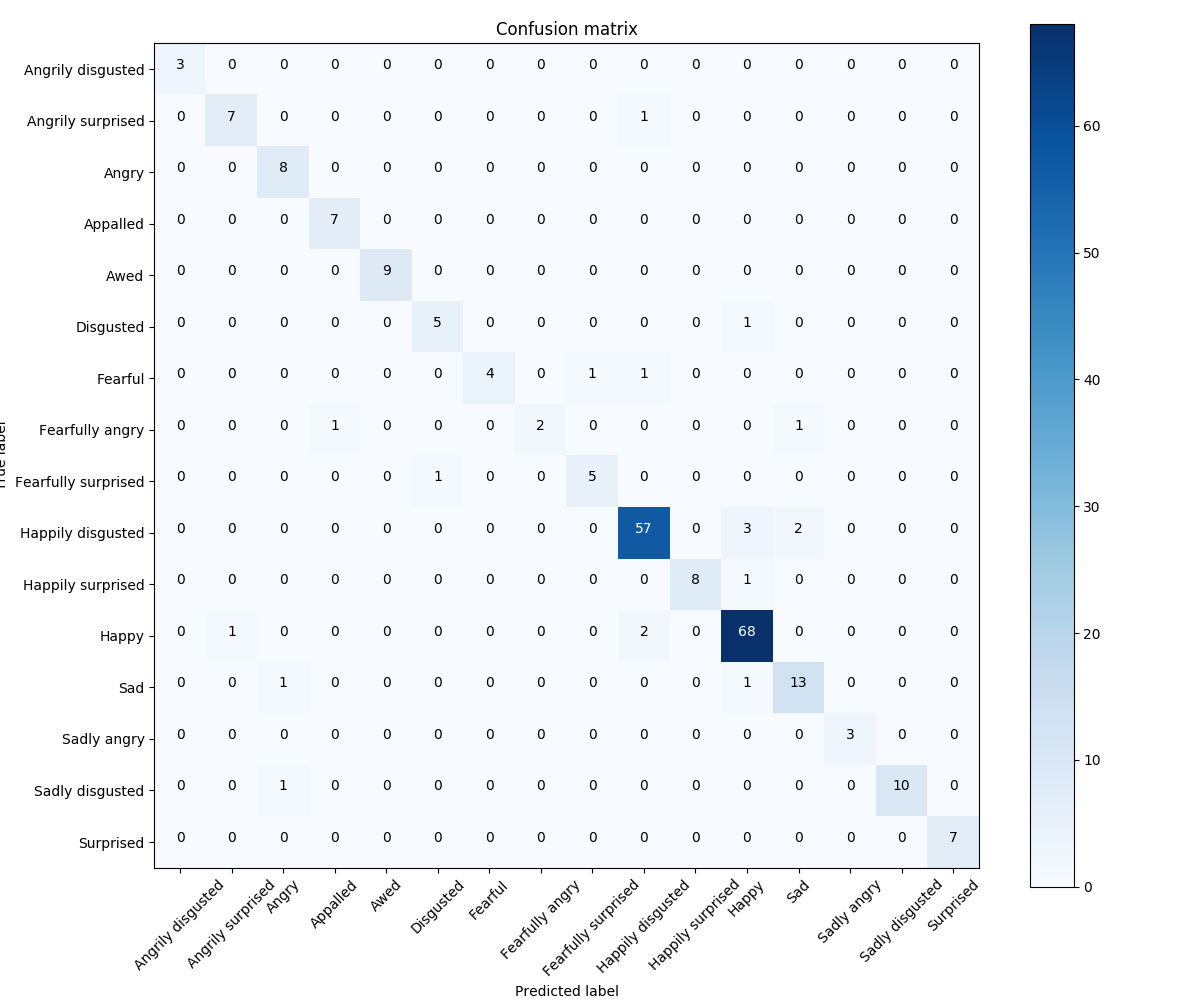 Confusion matrix
Angrily disgusted 3 0 0 0 0 0 0 0 0 0 0 0 0 0 0 0
Angrily surprised 0 7 0 0 0 0 0 0 0 1 0 0 0 0 0 0
Angry 0 0 8 0 0 0 0 0 0 0 0 0 0 0 0 0
Appalled 0 0 0 7 0 0 0 0 0 0 0 0 0 0 0 0
Awed 0 0 0 0 9 0 0 0 0 0 0 0 0 0 0 0
Disgusted 0 0 0 0 0 5 0 0 0 0 0 1 0 0 0 0
Fearful 0 0 0 0 0 0 4 0 1 1 0 0 0 0 0 0
Fearfully angry 0 0 0 1 0 0 0 2 0 0 0 0 1 0 0 0
Fearfully surprised 0 0 0 0 0 1 0 0 5 0 0 0 0 0 0 0
Happily disgusted 0 0 0 0 0 0 0 0 0 57 0 3 2 0 0 0
Happily surprised 0 0 0 0 0 0 0 0 0 0 8 1 0 0 0 0
Happy 0 1 0 0 0 0 0 0 0 2 0 68 0 0 0 0
Sad 0 0 1 0 0 0 0 0 0 0 0 1 13 0 0 0
Sadly angry 0 0 0 0 0 0 0 0 0 0 0 0 0 3 0 0
Sadly disgusted 0 0 1 0 0 0 0 0 0 0 0 0 0 0 10 0
Surprised 0 0 0 0 0 0 0 0 0 0 0 0 0 0 0 7
Angrily disgusted
Angrily surprised
Angry
Appalled
Awed
Disgusted
Fearful
Fearfully angry
Fearfully surprised
Happily disgusted
Happily surprised
Happy
Sad
Sadly angry
Sadly disgusted
Surprised
Predicted label
60
50
40
30
20
10
0